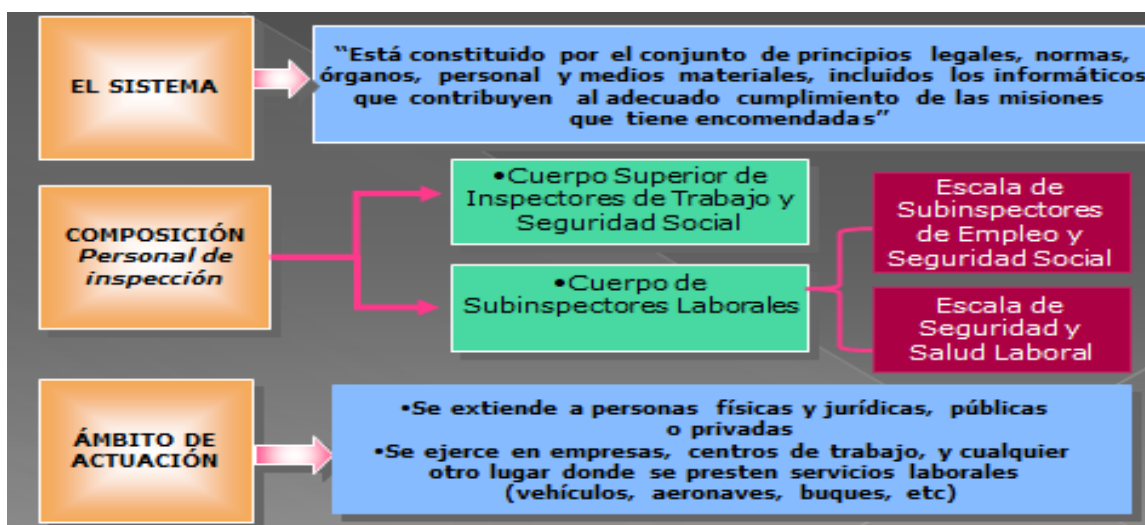 EL SISTEMA
“Está constituido por el conjunto de principios legales, normas,
órganos, personal y medios materiales, incluidos los informáticos
que contribuyen al adecuado cumplimiento de las misiones
que tiene encomendadas”
COMPOSICIÓN
Personal de
inspección
•Cuerpo Superior de
Inspectores de Trabajo y
Seguridad Social
•Cuerpo de
Subinspectores Laborales
Escala de
Subinspectores
de Empleo y
Seguridad Social
Escala de
Seguridad y
Salud Laboral
ÁMBITO DE
ACTUACIÓN
•Se extiende a personas físicas y jurídicas, públicas
o privadas
•Se ejerce en empresas, centros de trabajo, y cualquier
otro lugar donde se presten servicios laborales
(vehículos, aeronaves, buques, etc)